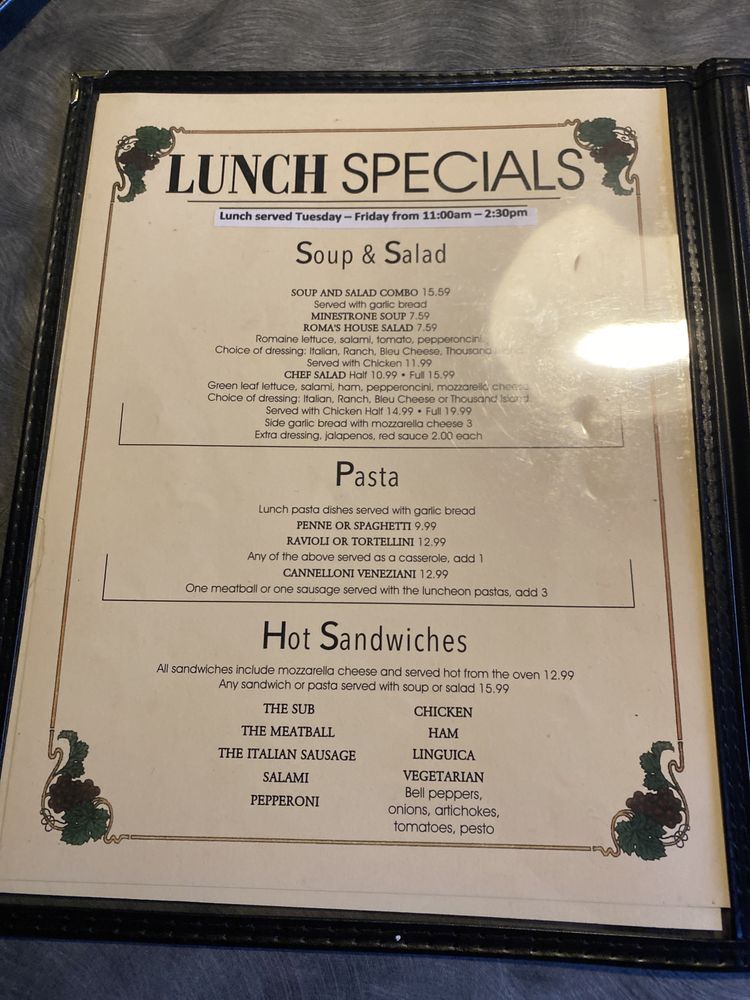 LUNCH SPECIALS
Lunch served Tuesday – Friday from 11:00am – 2:30pm
Soup & Salad
SOUP AND SALAD COMBO 15.59
Served with garlic bread
MINESTRONE SOUP 7.59
ROMA'S HOUSE SALAD 7.59
Romaine lettuce, salami, tomato, pepperoncini
Choice of dressing: Italian, Ranch, Bleu Cheese, Thousand Island
Served with Chicken 11.99
CHEF SALAD Half 10.99 • Full 15.99
Green leaf lettuce, salami, ham, pepperoncini, mozzarella cheese
Choice of dressing: Italian, Ranch, Bleu Cheese or Thousand Island
Served with Chicken Half 14.99 • Full 19.99
Side garlic bread with mozzarella cheese 3
Extra dressing, jalapenos, red sauce 2.00 each
Pasta
Lunch pasta dishes served with garlic bread
PENNE OR SPAGHETTI 9.99
RAVIOLI OR TORTELLINI 12.99
Any of the above served as a casserole, add 1
CANNELLONI VENEZIANI 12.99
One meatball or one sausage served with the luncheon pastas, add 3
Hot Sandwiches
All sandwiches include mozzarella cheese and served hot from the oven 12.99
Any sandwich or pasta served with soup or salad 15.99
THE SUB
THE MEATBALL
THE ITALIAN SAUSAGE
SALAMI
PEPPERONI
CHICKEN
HAM
LINGUICA
VEGETARIAN
Bell peppers,
onions, artichokes,
tomatoes, pesto